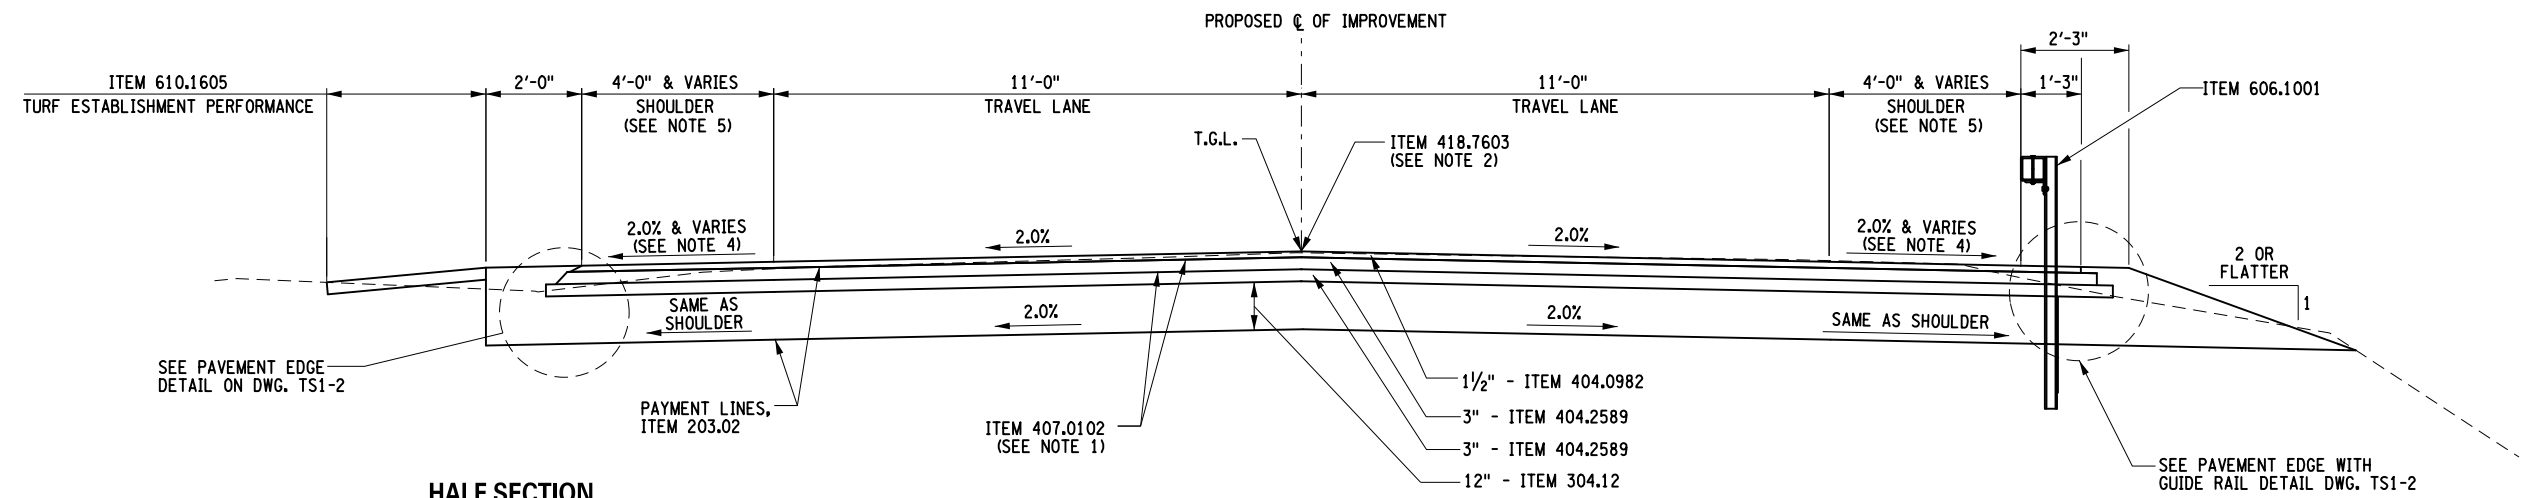 PROPOSED ℄ OF IMPROVEMENT
2'-3"
ITEM 610.1605
TURF ESTABLISHMENT PERFORMANCE
2'-0"
4'-0" & VARIES
SHOULDER
(SEE NOTE 5)
11'-0"
TRAVEL LANE
11'-0"
TRAVEL LANE
4'-0" & VARIES
SHOULDER
(SEE NOTE 5)
1'-3"
ITEM 606.1001
T.G.L.
ITEM 418.7603
(SEE NOTE 2)
2.0% & VARIES
(SEE NOTE 4)
2.0%
2.0%
2.0% & VARIES
(SEE NOTE 4)
2 OR
FLATTER
1
SAME AS
SHOULDER
2.0%
2.0%
SAME AS SHOULDER
SEE PAVEMENT EDGE
DETAIL ON DWG. TS1-2
PAYMENT LINES,
ITEM 203.02
ITEM 407.0102
(SEE NOTE 1)
1½" - ITEM 404.0982
3" - ITEM 404.2589
3" - ITEM 404.2589
12" - ITEM 304.12
SEE PAVEMENT EDGE WITH
GUIDE RAIL DETAIL DWG. TS1-2
HALF SECTION